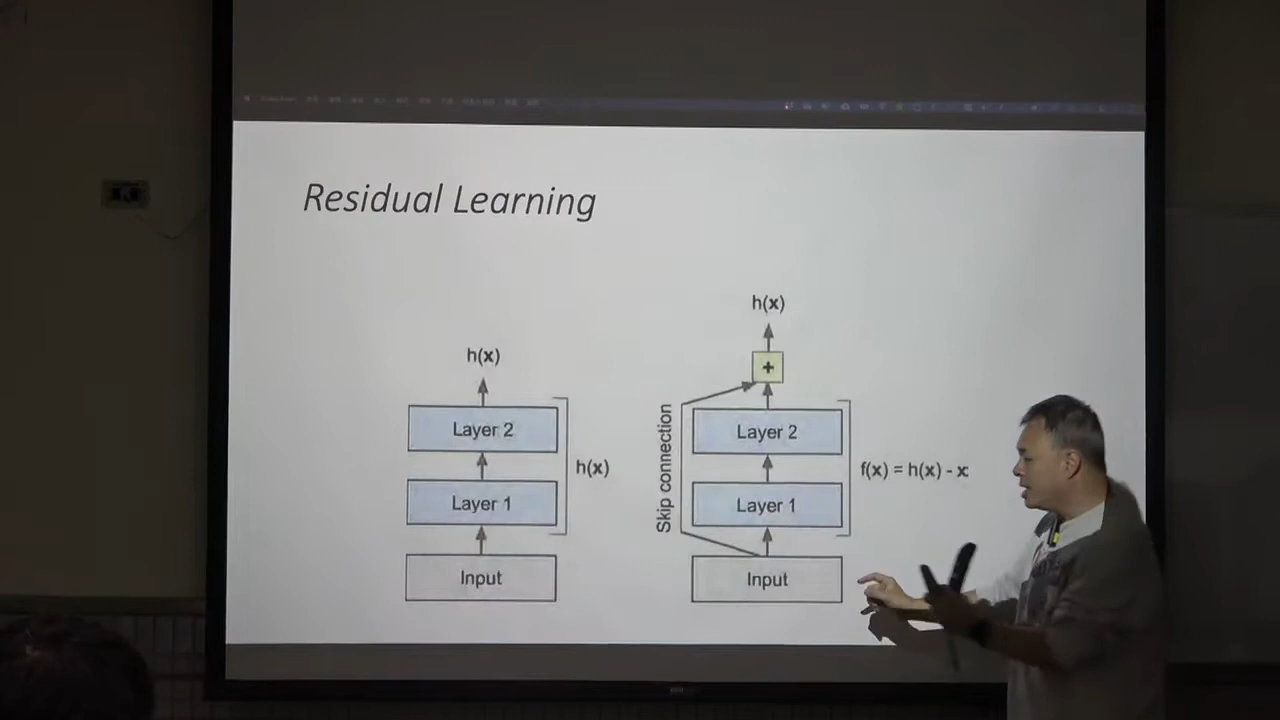 Residual Learning
h(x)
Layer 2
Layer 1
Input
h(x)
h(x)
+
Skip connection
Layer 2
Layer 1
Input
f(x) = h(x) - x